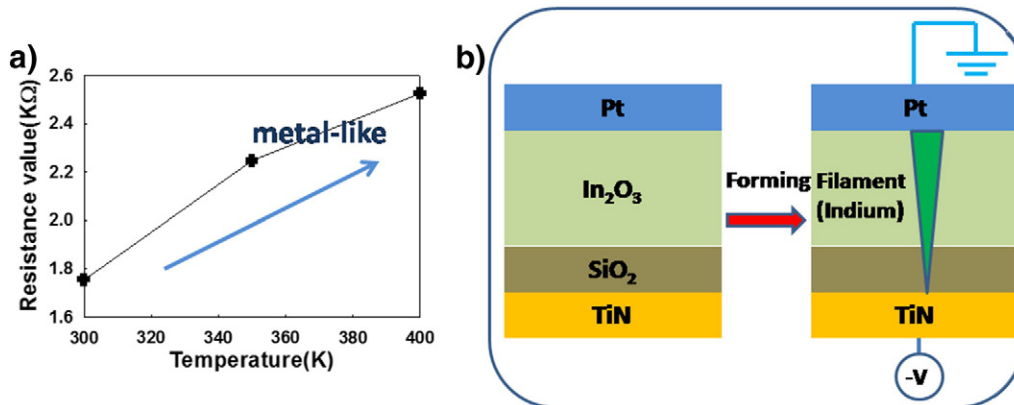 a)
Resistance value(KΩ)
2.6
2.4
2.2
2.0
1.8
1.6
metal-like
300
320
340
360
380
400
Temperature(K)
b)
Pt
In₂O₃
SiO₂
TiN
Forming
Pt
Filament
(Indium)
TiN
-V